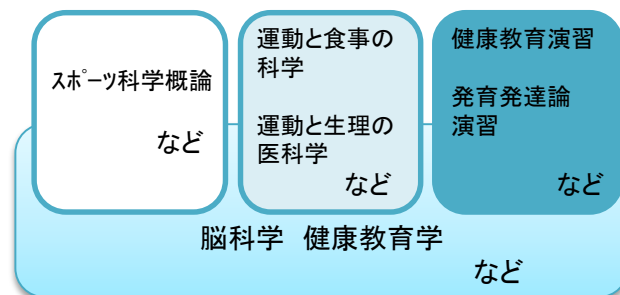 スポーツ科学概論
など
運動と食事の
科学
運動と生理の
医科学
など
健康教育演習
発育発達論
演習
など
脳科学 健康教育学
など